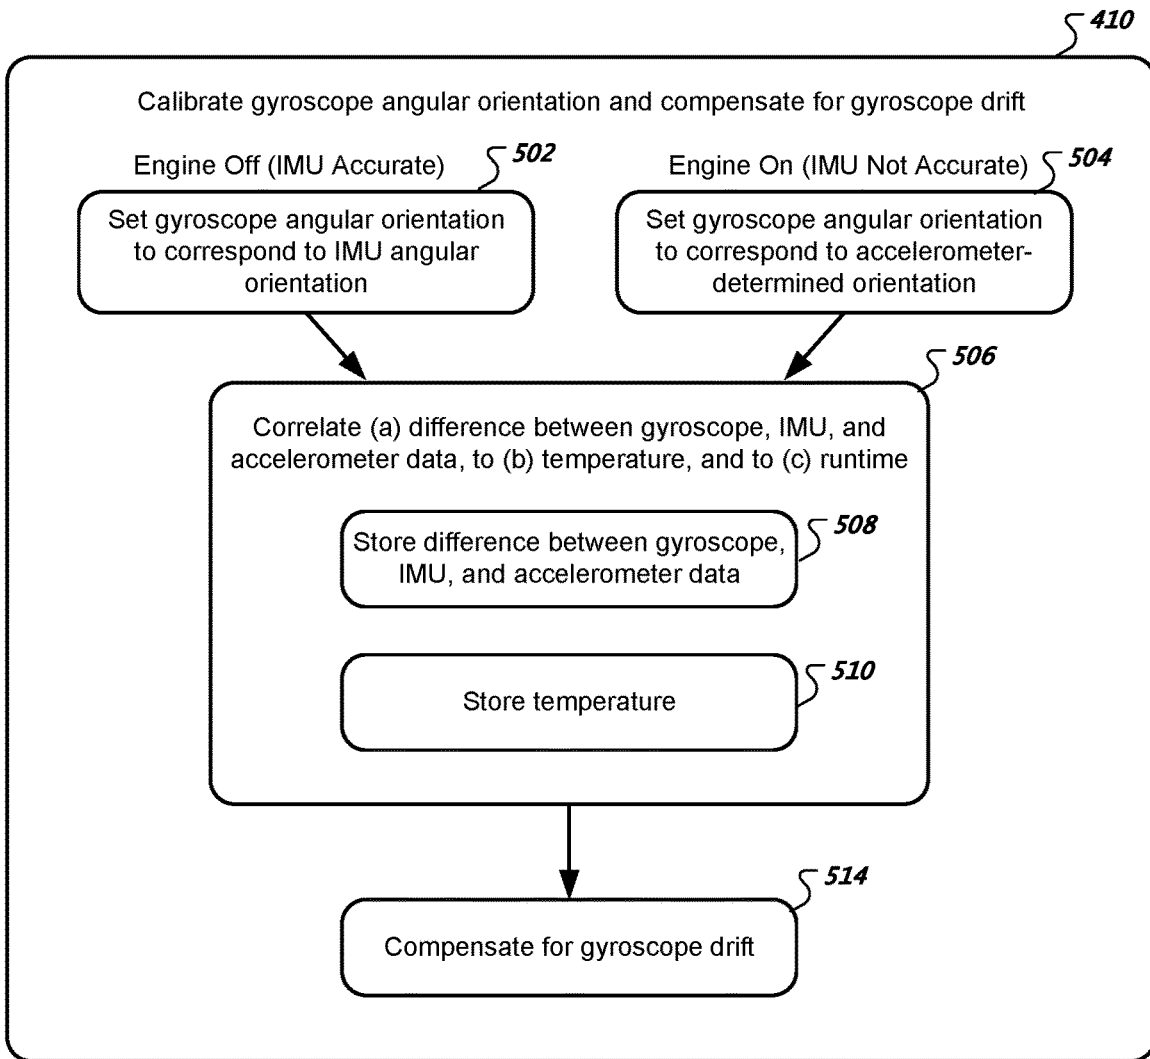 410
Calibrate gyroscope angular orientation and compensate for gyroscope drift
Engine Off (IMU Accurate)
502
Set gyroscope angular orientation
to correspond to IMU angular
orientation
Engine On (IMU Not Accurate)
504
Set gyroscope angular orientation
to correspond to accelerometer-
determined orientation
506
Correlate (a) difference between gyroscope, IMU, and
accelerometer data, to (b) temperature, and to (c) runtime
508
Store difference between gyroscope,
IMU, and accelerometer data
510
Store temperature
514
Compensate for gyroscope drift